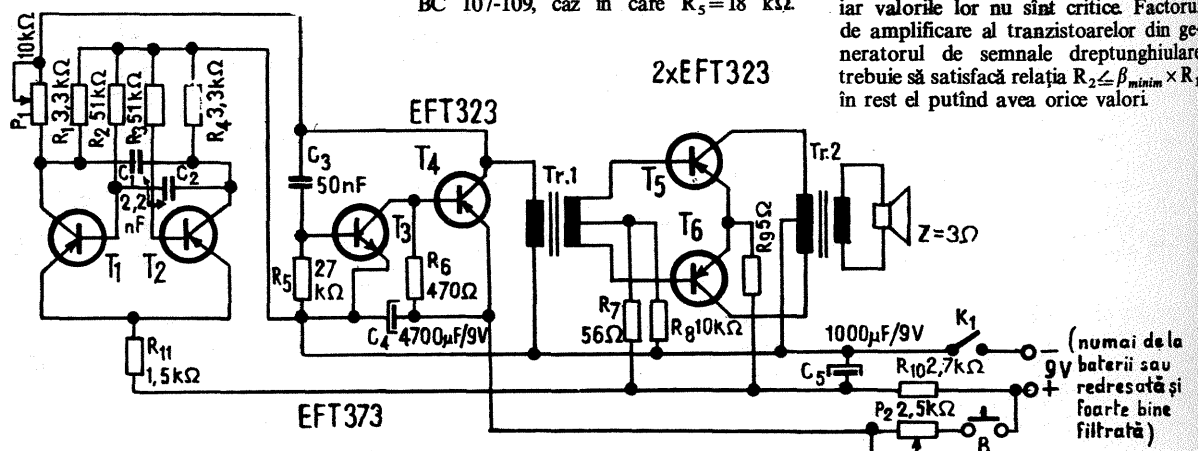 BC 107-109, caz în care R5=18 kΩ.
iar valorile lor nu sînt critice. Factorul
de amplificare al tranzistoarelor din ge-
neratorul de semnale dreptunghiulare
trebuie să satisfacă relația R2≤βminim×R1
în rest el putînd avea orice valori.
10kΩ
P1
R1 3,3kΩ
R2 51kΩ
R3 51kΩ
R4 3,3kΩ
C1
C2
2,2
nF
T1
T2
R11
1,5kΩ
EFT373
C3
50nF
R5
27
kΩ
T3
EFT323
T4
R6
470Ω
C4
4700µF/9V
Tr.1
2xEFT323
T5
T6
R7
56Ω
R8 10kΩ
R9 5Ω
Tr.2
Z=3Ω
1000µF/9V
C5
K1
R10 2,7kΩ
P2 2,5kΩ
B
−
9V
+
(numai de la
baterii sau
redresată și
foarte bine
filtrată)